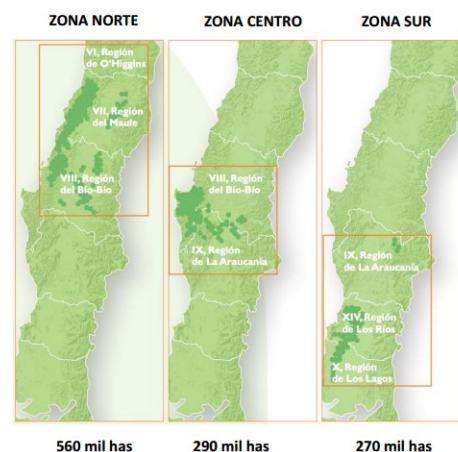 ZONA NORTE
ZONA CENTRO
ZONA SUR
VI, Región
de O'Higgins
VII, Región
del Maule
VIII, Región
del Bío-Bío
VIII, Región
del Bío-Bío
IX, Región
de La Araucanía
IX, Región
de La Araucanía
XIV, Región
de Los Ríos
X, Región
de Los Lagos
560 mil has
290 mil has
270 mil has